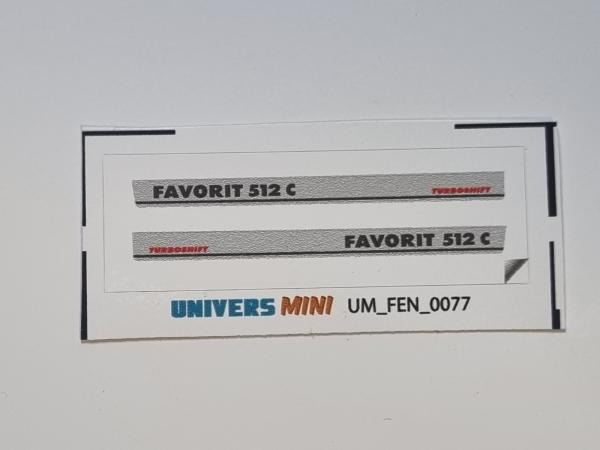 FAVORIT 512 C TURBOSHIFT
TURBOSHIFT FAVORIT 512 C
UNIVERS MINI UM_FEN_0077